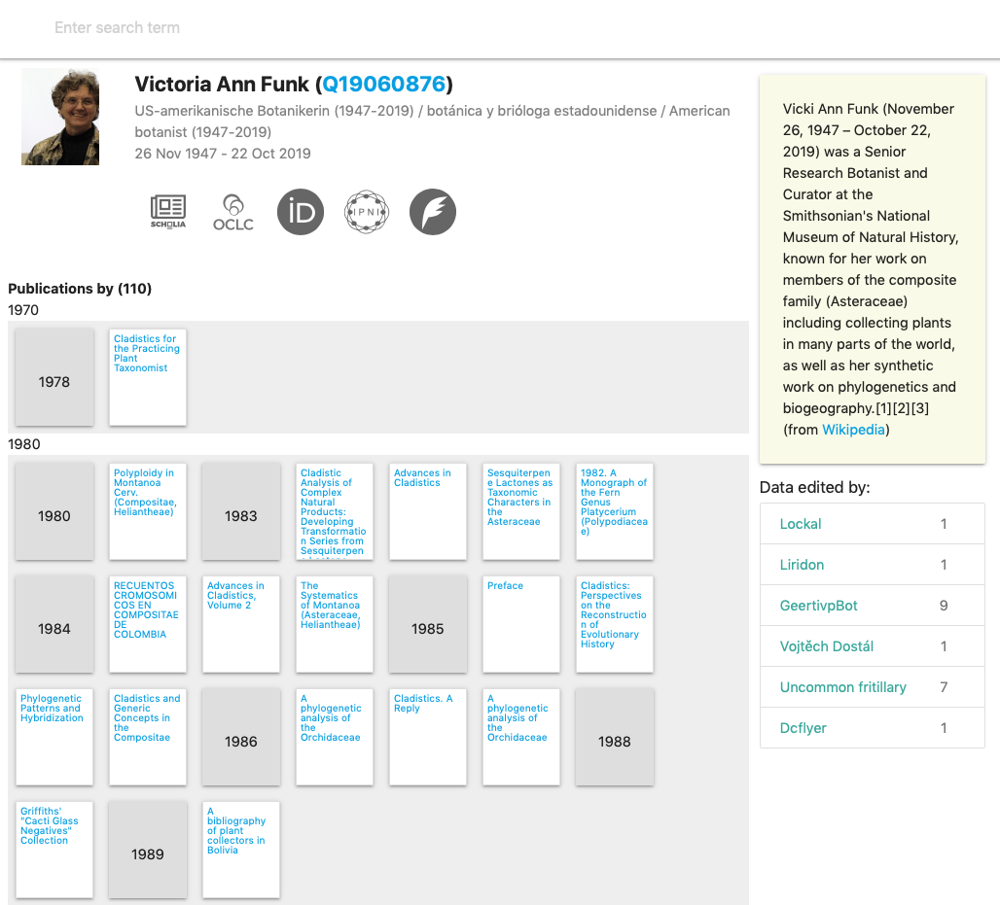 Enter search term
Victoria Ann Funk (Q19060876)
US-amerikanische Botanikerin (1947-2019) / botánica y brióloga estadounidense / American
botanist (1947-2019)
26 Nov 1947 - 22 Oct 2019
SCHOLIA
OCLC
iD
IPNI
Publications by (110)
1970
1978
Cladistics for
the Practicing
Plant
Taxonomist
1980
1980
Polyploidy in
Montanoa
Cerv.
(Compositae,
Heliantheae)
1983
Cladistic
Analysis of
Complex
Natural
Products:
Developing
Transformatio
n Series from
Sesquiterpen
Advances in
Cladistics
Sesquiterpen
e Lactones as
Taxonomic
Characters in
the
Asteraceae
1982. A
Monograph of
the Fern
Genus
Platycerium
(Polypodiacea
e)
1984
RECUENTOS
CROMOSOMI
COS EN
COMPOSITAE
DE
COLOMBIA
Advances in
Cladistics,
Volume 2
The
Systematics
of Montanoa
(Asteraceae,
Heliantheae)
1985
Preface
Cladistics:
Perspectives
on the
Reconstructio
n of
Evolutionary
History
Phylogenetic
Patterns and
Hybridization
Cladistics and
Generic
Concepts in
the
Compositae
1986
A
phylogenetic
analysis of
the
Orchidaceae
Cladistics. A
Reply
A
phylogenetic
analysis of
the
Orchidaceae
1988
Griffiths'
"Cacti Glass
Negatives"
Collection
1989
A
bibliography
of plant
collectors in
Bolivia
Vicki Ann Funk (November
26, 1947 – October 22,
2019) was a Senior
Research Botanist and
Curator at the
Smithsonian's National
Museum of Natural History,
known for her work on
members of the composite
family (Asteraceae)
including collecting plants
in many parts of the world,
as well as her synthetic
work on phylogenetics and
biogeography.[1][2][3]
(from Wikipedia)
Data edited by:
Lockal 1
Liridon 1
GeertivpBot 9
Vojtěch Dostál 1
Uncommon fritillary 7
Dcflyer 1